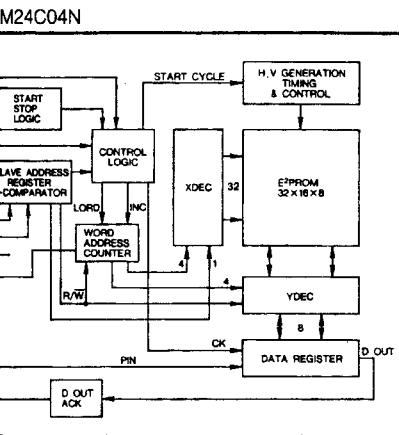 M24C04N
START CYCLE
H.V GENERATION
TIMING
& CONTROL
START
STOP
LOGIC
CONTROL
LOGIC
LAVE ADDRESS
REGISTER
COMPARATOR
XDEC
32
E²PROM
32×16×8
LORD
INC
WORD
ADDRESS
COUNTER
4
1
R/W̅
4
YDEC
8
CK
DATA REGISTER
D OUT
PIN
D OUT
ACK